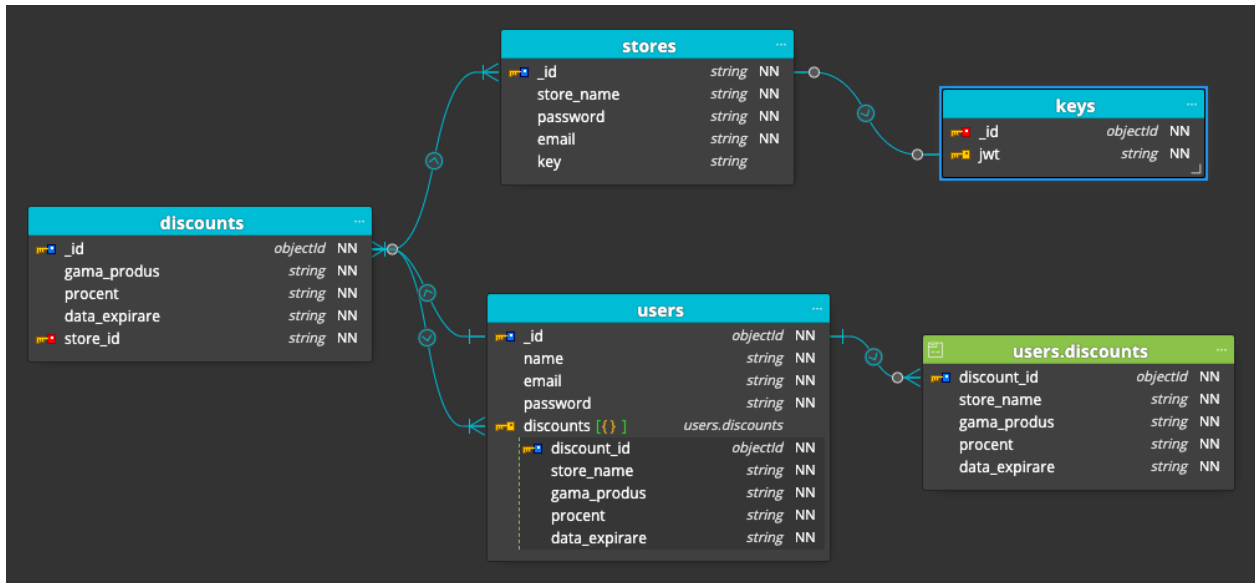 stores ...
_id string NN
store_name string NN
password string NN
email string NN
key string
keys ...
_id objectId NN
jwt string NN
discounts ...
_id objectId NN
gama_produs string NN
procent string NN
data_expirare string NN
store_id string NN
users ...
_id objectId NN
name string NN
email string NN
password string NN
discounts [{} ] users.discounts
discount_id objectId NN
store_name string NN
gama_produs string NN
procent string NN
data_expirare string NN
users.discounts ...
discount_id objectId NN
store_name string NN
gama_produs string NN
procent string NN
data_expirare string NN